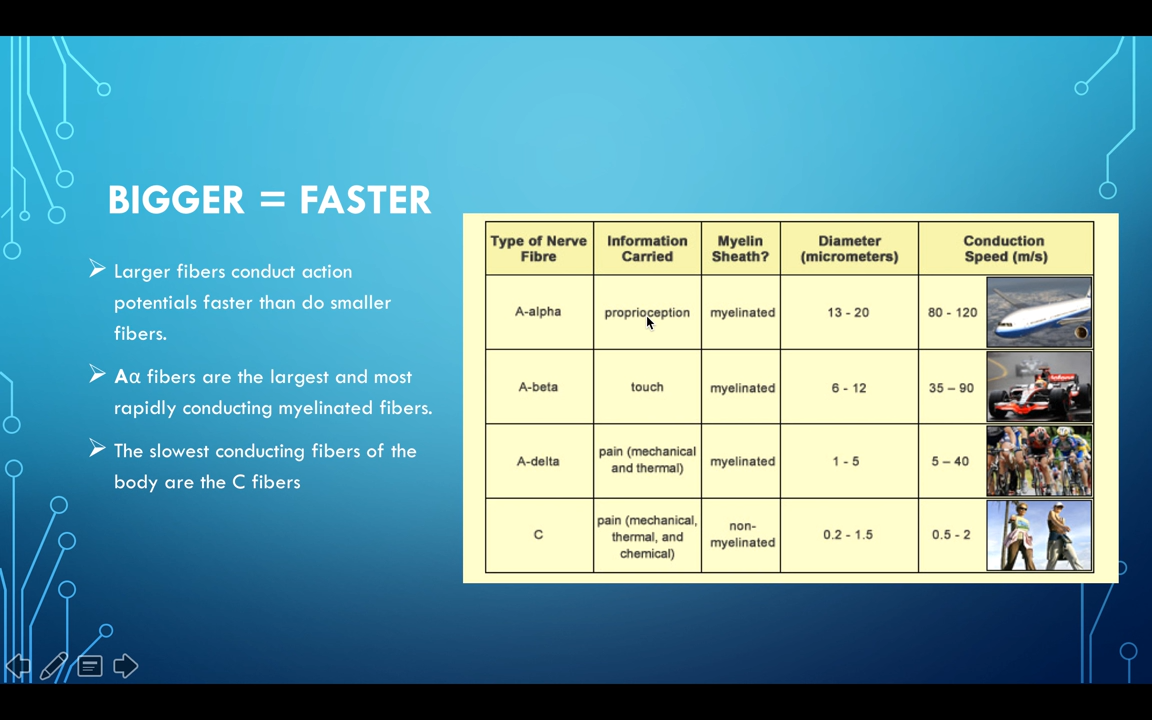 BIGGER = FASTER
Larger fibers conduct action
potentials faster than do smaller
fibers.
Aα fibers are the largest and most
rapidly conducting myelinated fibers.
The slowest conducting fibers of the
body are the C fibers
Type of Nerve Fibre | Information Carried | Myelin Sheath? | Diameter (micrometers) | Conduction Speed (m/s)
A-alpha | proprioception | myelinated | 13 - 20 | 80 - 120
A-beta | touch | myelinated | 6 - 12 | 35 – 90
A-delta | pain (mechanical and thermal) | myelinated | 1 - 5 | 5 – 40
C | pain (mechanical, thermal, and chemical) | non-myelinated | 0.2 - 1.5 | 0.5 - 2